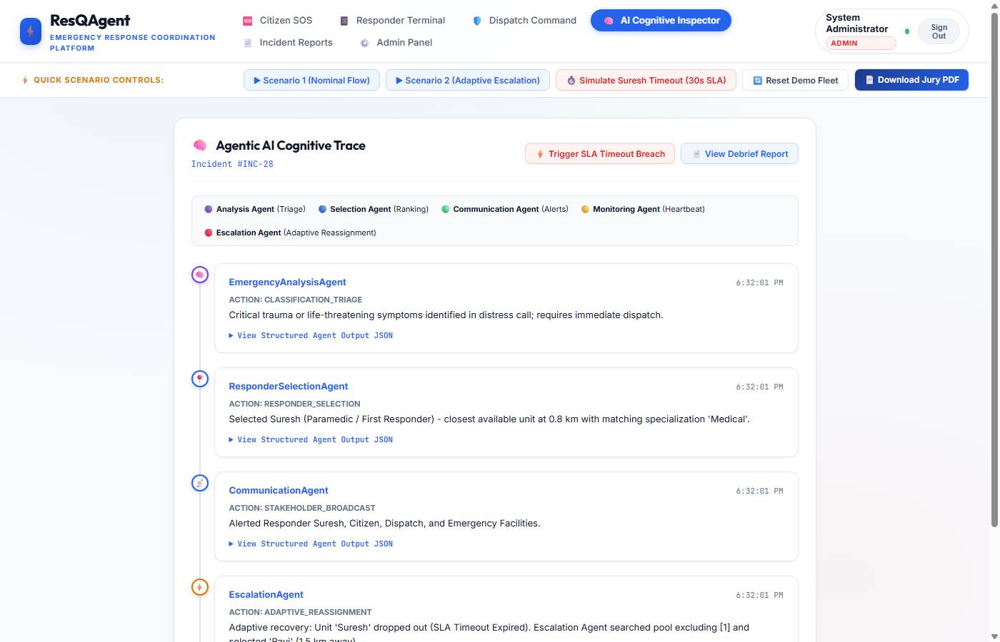 ResQAgent
EMERGENCY RESPONSE COORDINATION
PLATFORM
Citizen SOS
Responder Terminal
Dispatch Command
AI Cognitive Inspector
Incident Reports
Admin Panel
System
Administrator
ADMIN
Sign
Out
QUICK SCENARIO CONTROLS:
▶ Scenario 1 (Nominal Flow)
▶ Scenario 2 (Adaptive Escalation)
Simulate Suresh Timeout (30s SLA)
Reset Demo Fleet
Download Jury PDF
Agentic AI Cognitive Trace
Incident #INC-28
Trigger SLA Timeout Breach
View Debrief Report
Analysis Agent (Triage)
Selection Agent (Ranking)
Communication Agent (Alerts)
Monitoring Agent (Heartbeat)
Escalation Agent (Adaptive Reassignment)
EmergencyAnalysisAgent
6:32:01 PM
ACTION: CLASSIFICATION_TRIAGE
Critical trauma or life-threatening symptoms identified in distress call; requires immediate dispatch.
▶ View Structured Agent Output JSON
ResponderSelectionAgent
6:32:01 PM
ACTION: RESPONDER_SELECTION
Selected Suresh (Paramedic / First Responder) - closest available unit at 0.8 km with matching specialization 'Medical'.
▶ View Structured Agent Output JSON
CommunicationAgent
6:32:01 PM
ACTION: STAKEHOLDER_BROADCAST
Alerted Responder Suresh, Citizen, Dispatch, and Emergency Facilities.
▶ View Structured Agent Output JSON
EscalationAgent
6:32:01 PM
ACTION: ADAPTIVE_REASSIGNMENT
Adaptive recovery: Unit 'Suresh' dropped out (SLA Timeout Expired). Escalation Agent searched pool excluding [1] and
selected 'Ravi' (1.5 km away)